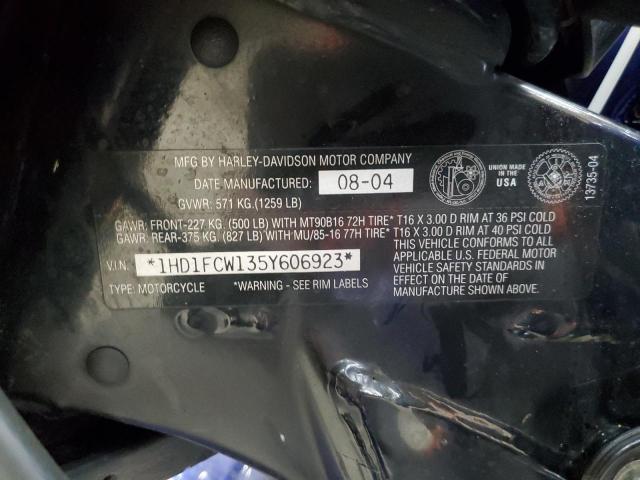 MFG BY HARLEY-DAVIDSON MOTOR COMPANY
DATE MANUFACTURED: 08-04
GVWR: 571 KG. (1259 LB)
UNION MADE IN THE USA
13735-04
GAWR: FRONT-227 KG. (500 LB) WITH MT90B16 72H TIRE* T16 X 3.00 D RIM AT 36 PSI COLD
GAWR: REAR-375 KG. (827 LB) WITH MU/85-16 77H TIRE* T16 X 3.00 D RIM AT 40 PSI COLD
V.I.N. *1HD1FCW135Y606923*
TYPE: MOTORCYCLE *WARNING - SEE RIM LABELS
THIS VEHICLE CONFORMS TO ALL
APPLICABLE U.S. FEDERAL MOTOR
VEHICLE SAFETY STANDARDS IN
EFFECT ON THE DATE OF
MANUFACTURE SHOWN ABOVE.